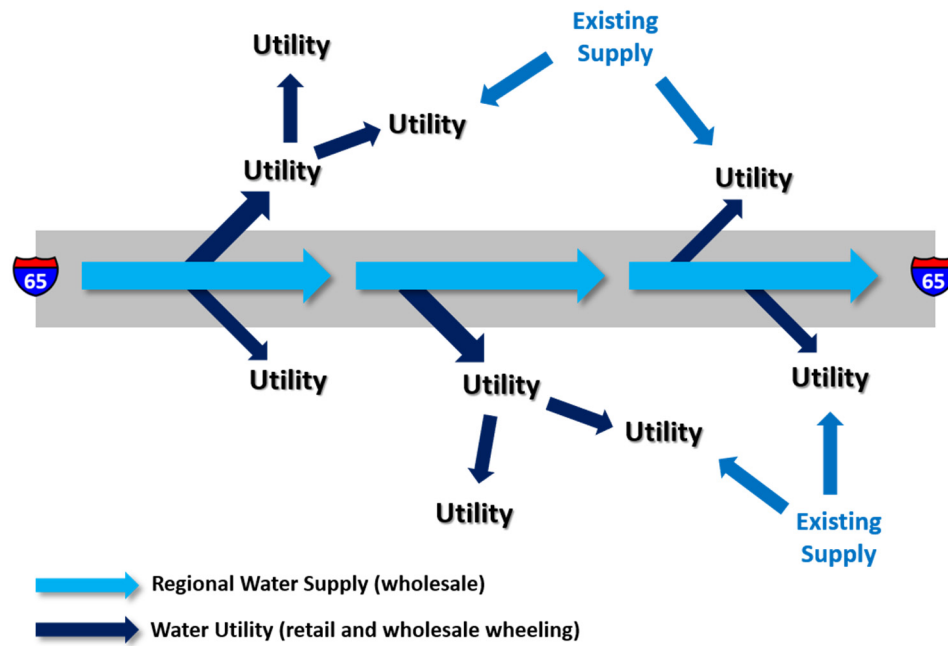 Existing
Supply
Utility
Utility
Utility
Utility
65
65
Utility
Utility
Utility
Utility
Utility
Existing
Supply
Regional Water Supply (wholesale)
Water Utility (retail and wholesale wheeling)